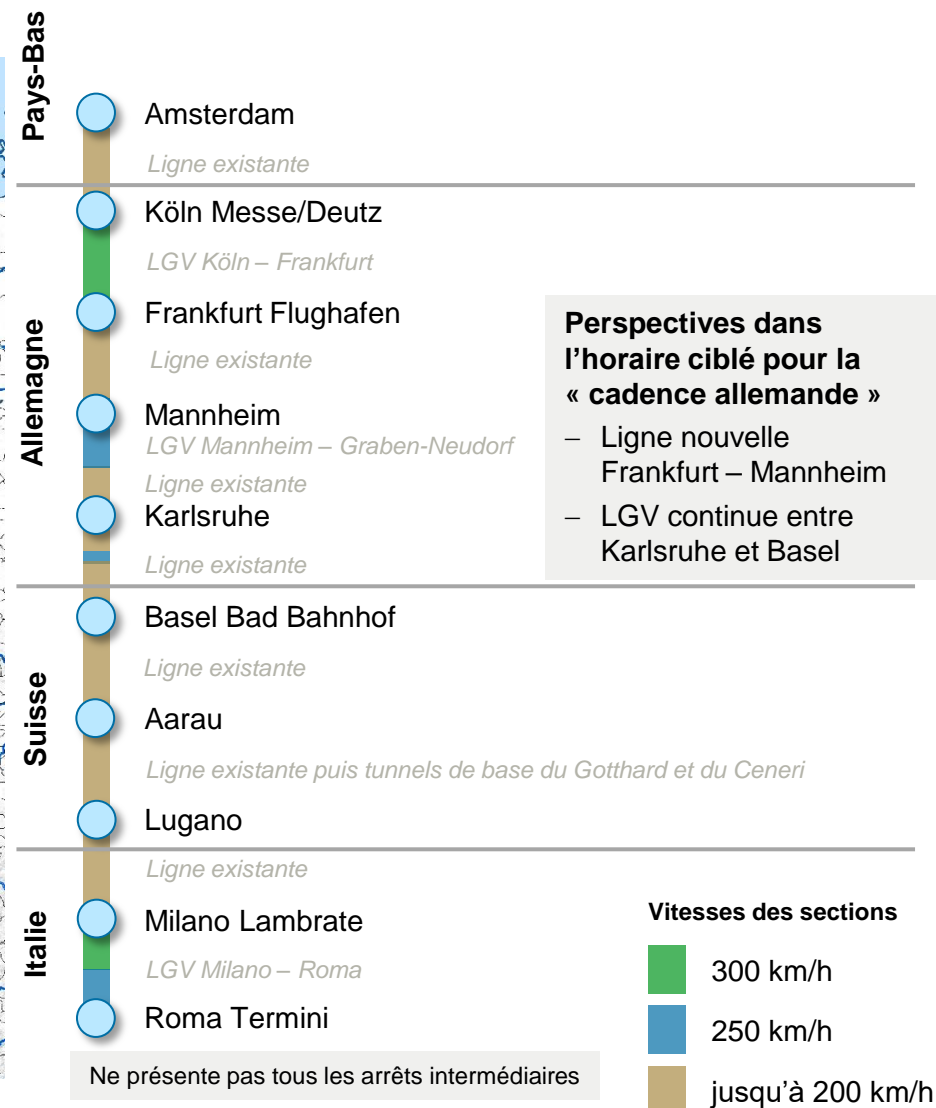 Pays-Bas
Amsterdam
Ligne existante
Allemagne
Köln Messe/Deutz
LGV Köln – Frankfurt
Frankfurt Flughafen
Ligne existante
Mannheim
LGV Mannheim – Graben-Neudorf
Ligne existante
Karlsruhe
Ligne existante
Perspectives dans
l’horaire ciblé pour la
« cadence allemande »
– Ligne nouvelle
Frankfurt – Mannheim
– LGV continue entre
Karlsruhe et Basel
Suisse
Basel Bad Bahnhof
Ligne existante
Aarau
Ligne existante puis tunnels de base du Gotthard et du Ceneri
Lugano
Italie
Ligne existante
Milano Lambrate
LGV Milano – Roma
Roma Termini
Ne présente pas tous les arrêts intermédiaires
Vitesses des sections
300 km/h
250 km/h
jusqu’à 200 km/h